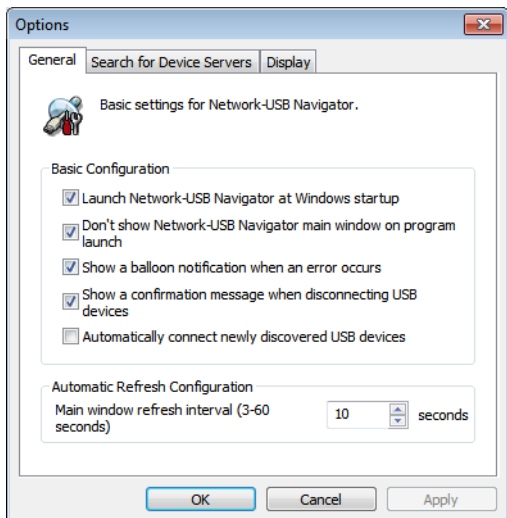 Options
General Search for Device Servers Display
Basic settings for Network-USB Navigator.
Basic Configuration
Launch Network-USB Navigator at Windows startup
Don't show Network-USB Navigator main window on program
launch
Show a balloon notification when an error occurs
Show a confirmation message when disconnecting USB
devices
Automatically connect newly discovered USB devices
Automatic Refresh Configuration
Main window refresh interval (3-60
seconds)
10 seconds
OK Cancel Apply